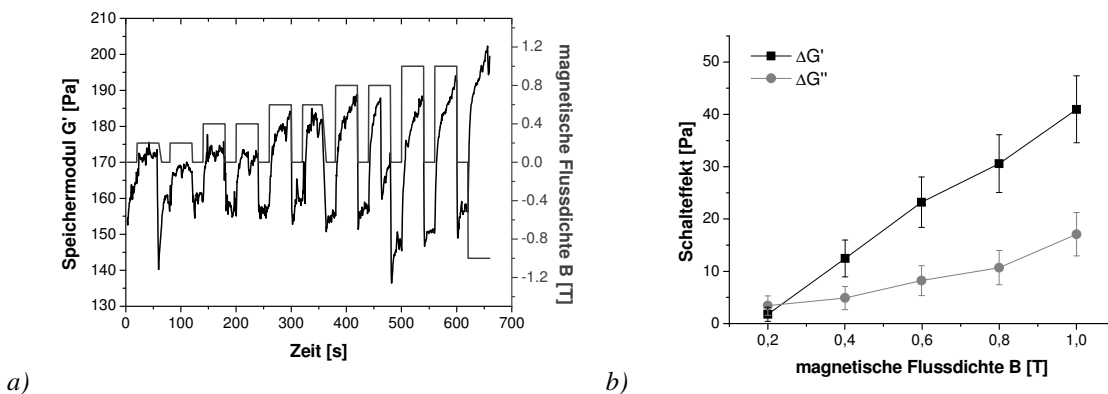 210
200
190
180
170
160
150
140
130
Speichermodul G' [Pa]
0 100 200 300 400 500 600 700
Zeit [s]
1.2
0.8
0.4
0.0
-0.4
-0.8
-1.2
magnetische Flussdichte B [T]
a)
50
40
30
20
10
0
Schalteffekt [Pa]
ΔG'
ΔG''
0,2 0,4 0,6 0,8 1,0
magnetische Flussdichte B [T]
b)